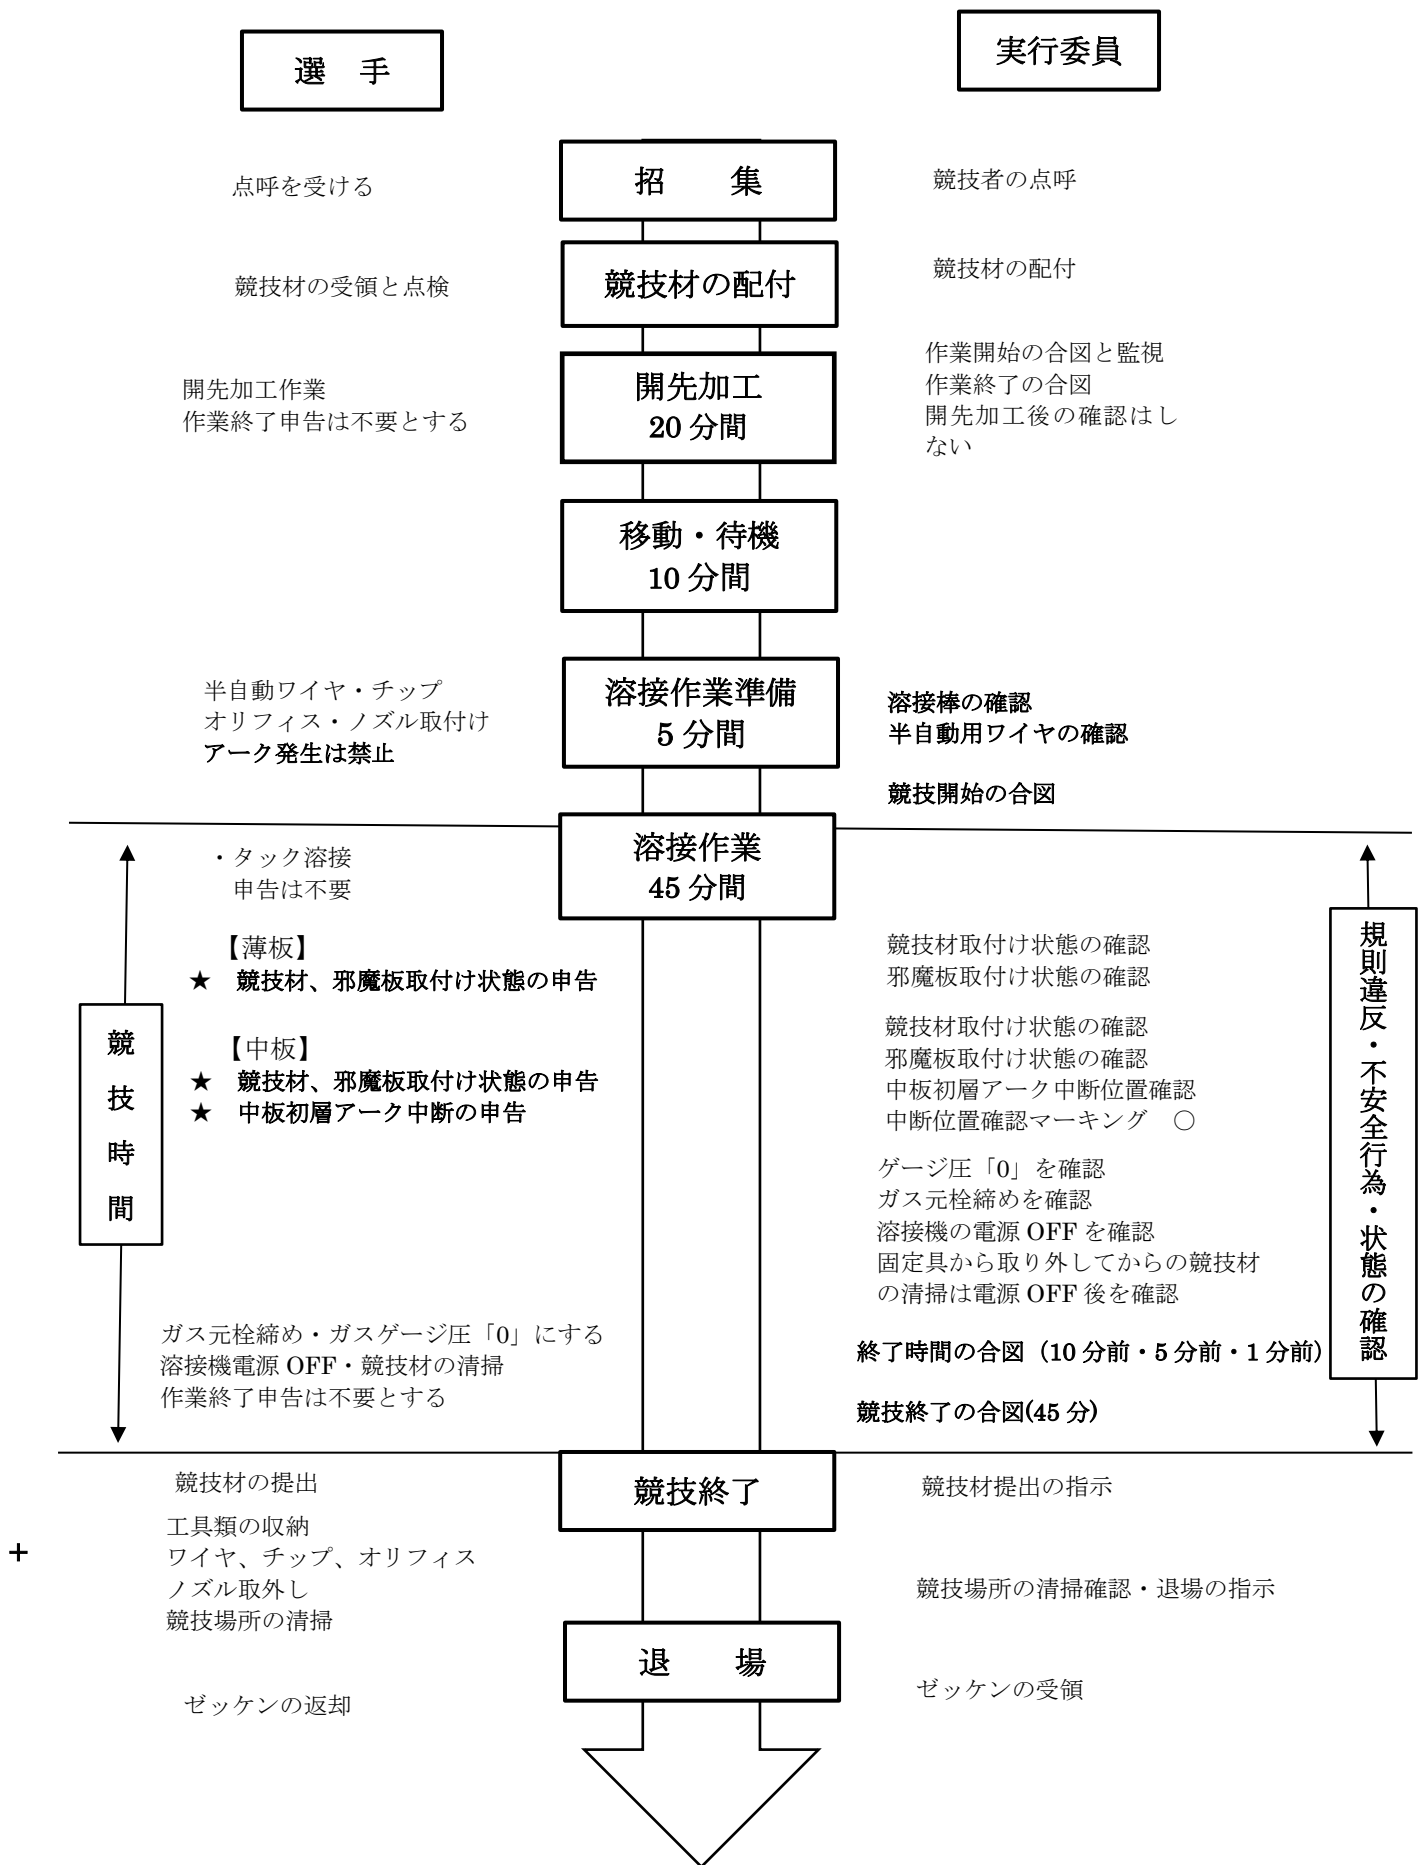 選　手
実行委員
招　　集
点呼を受ける
競技者の点呼
競技材の配付
競技材の受領と点検
競技材の配付
開先加工
20 分間
開先加工作業
作業終了申告は不要とする
作業開始の合図と監視
作業終了の合図
開先加工後の確認はし
ない
移動・待機
10 分間
溶接作業準備
5 分間
半自動ワイヤ・チップ
オリフィス・ノズル取付け
アーク発生は禁止
溶接棒の確認
半自動用ワイヤの確認
競技開始の合図
溶接作業
45 分間
・タック溶接
申告は不要
【薄板】
★　競技材、邪魔板取付け状態の申告
競技材取付け状態の確認
邪魔板取付け状態の確認
【中板】
★　競技材、邪魔板取付け状態の申告
★　中板初層アーク中断の申告
競技材取付け状態の確認
邪魔板取付け状態の確認
中板初層アーク中断位置確認
中断位置確認マーキング　○
競技時間
規則違反・不安全行為・状態の確認
ゲージ圧「0」を確認
ガス元栓締めを確認
溶接機の電源 OFF を確認
固定具から取り外してからの競技材
の清掃は電源 OFF 後を確認
ガス元栓締め・ガスゲージ圧「0」にする
溶接機電源 OFF・競技材の清掃
作業終了申告は不要とする
終了時間の合図（10 分前・5 分前・1 分前）
競技終了の合図(45 分)
競技終了
競技材の提出
競技材提出の指示
工具類の収納
ワイヤ、チップ、オリフィス
ノズル取外し
競技場所の清掃
+
競技場所の清掃確認・退場の指示
退　　場
ゼッケンの返却
ゼッケンの受領